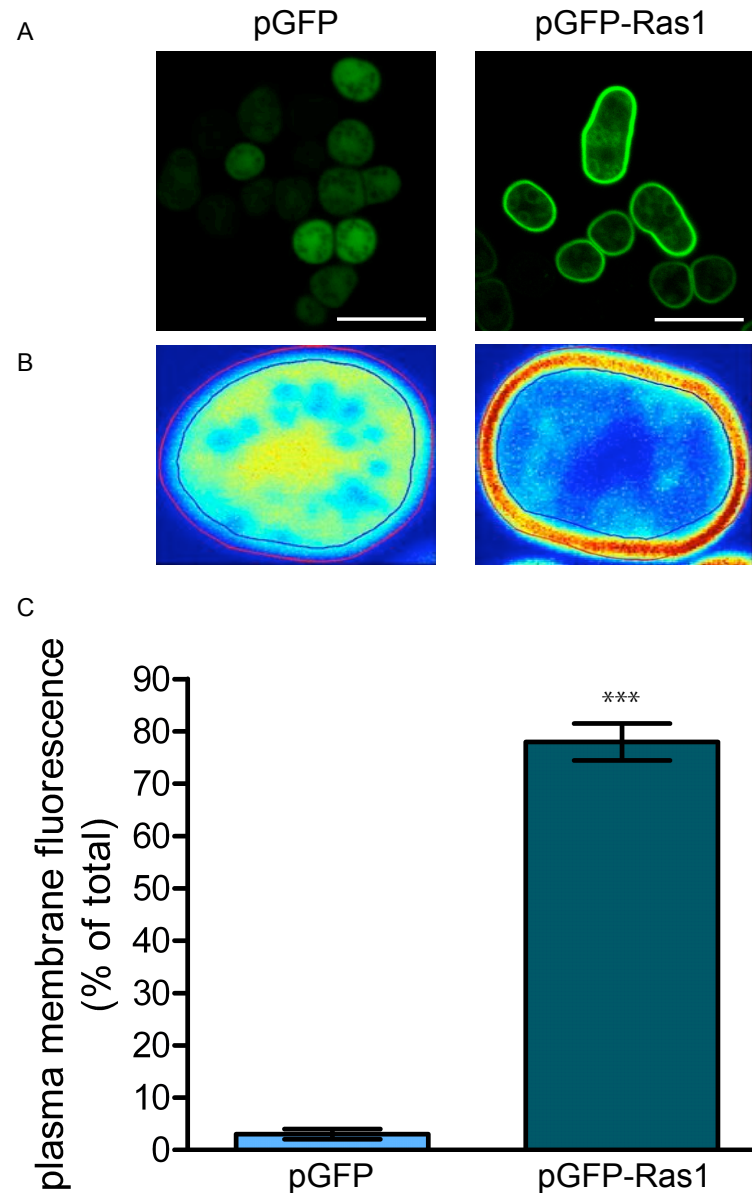 A
pGFP
pGFP-Ras1
B
C
plasma membrane fluorescence
(% of total)
90
80
70
60
50
40
30
20
10
0
***
pGFP
pGFP-Ras1